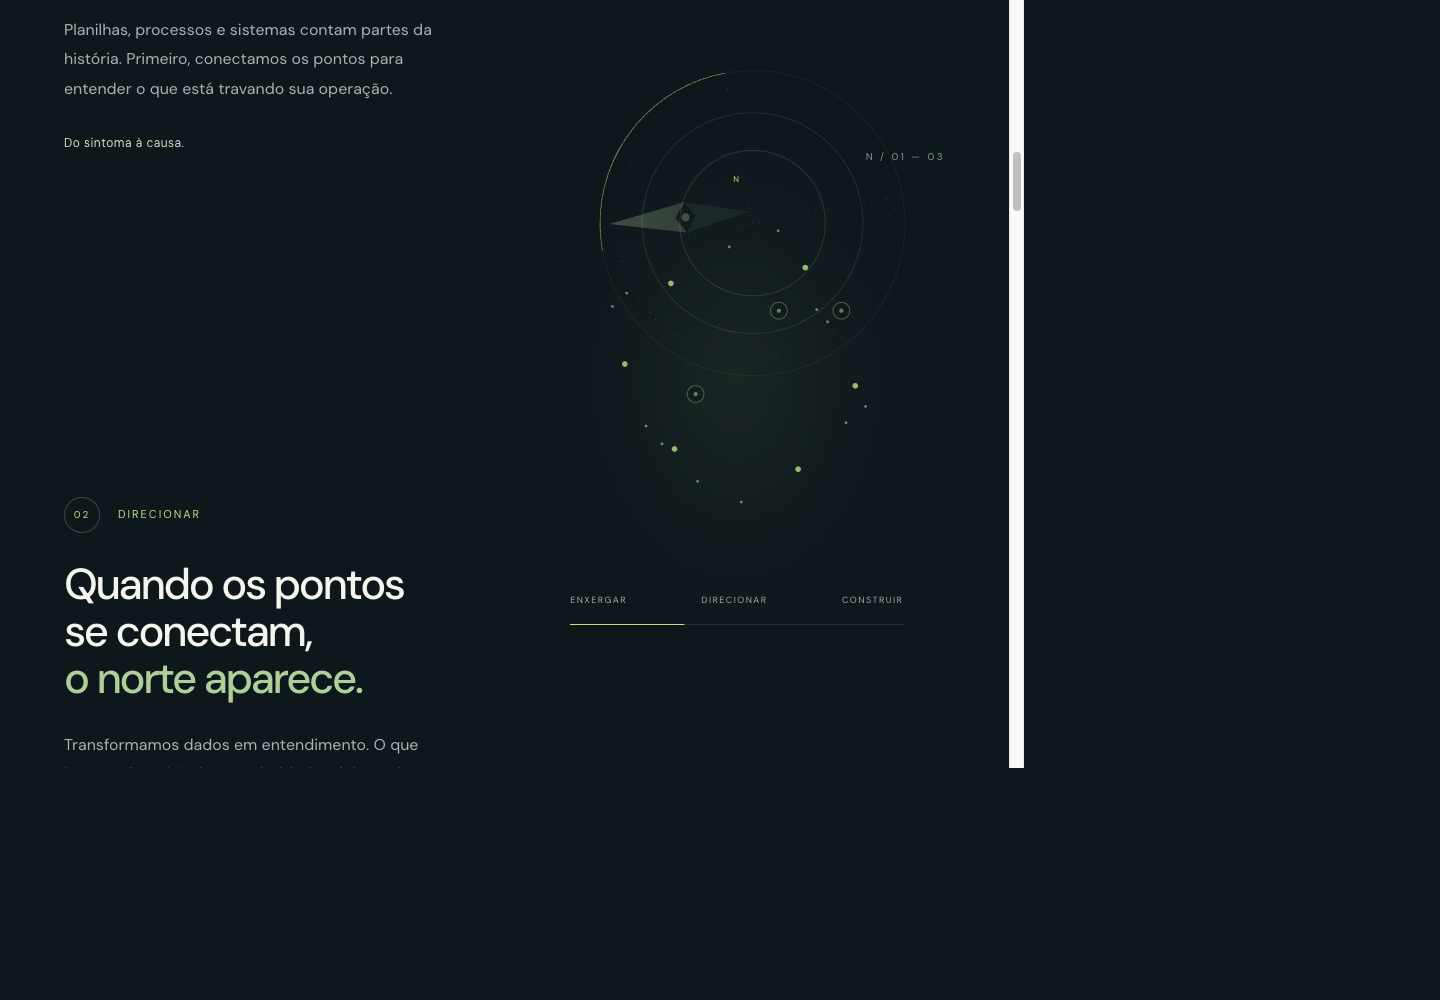 Planilhas, processos e sistemas contam partes da
história. Primeiro, conectamos os pontos para
entender o que está travando sua operação.
Do sintoma à causa.
N / 01 — 03
N
02 DIRECIONAR
Quando os pontos
se conectam,
o norte aparece.
ENXERGAR DIRECIONAR CONSTRUIR
Transformamos dados em entendimento. O que